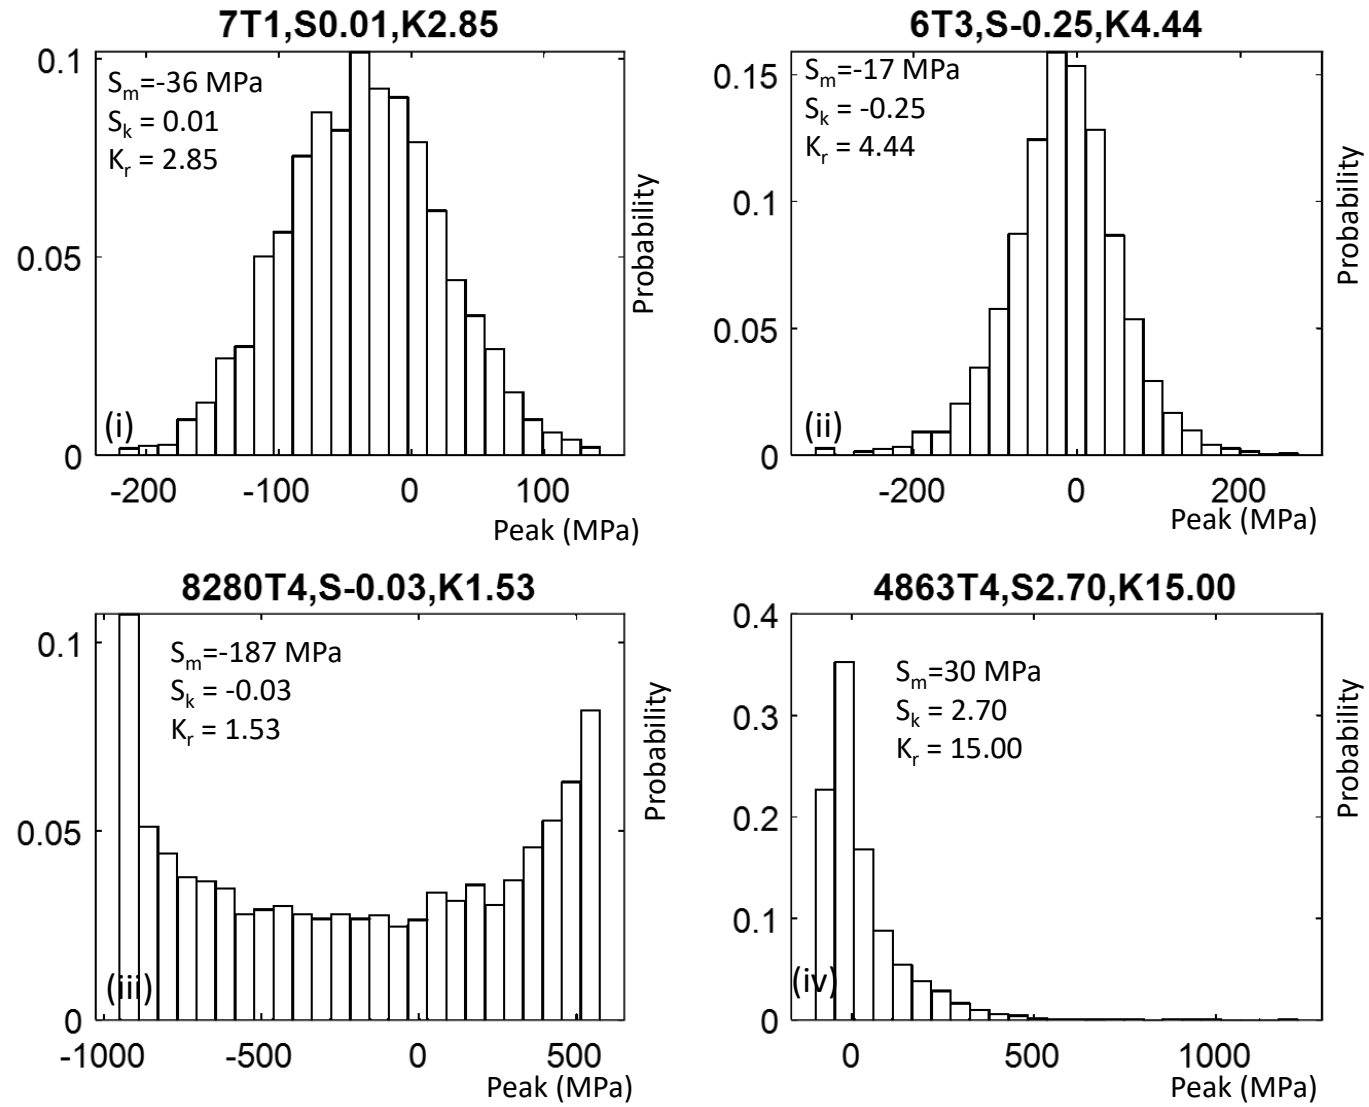 7T1,S0.01,K2.85
0.1
0.05
0
Sm=-36 MPa
Sk = 0.01
Kr = 2.85
(i)
-200 -100 0 100
Peak (MPa)
Probability
6T3,S-0.25,K4.44
0.15
0.1
0.05
0
Sm=-17 MPa
Sk = -0.25
Kr = 4.44
(ii)
-200 0 200
Peak (MPa)
Probability
8280T4,S-0.03,K1.53
0.1
0.05
0
Sm=-187 MPa
Sk = -0.03
Kr = 1.53
(iii)
-1000 -500 0 500
Peak (MPa)
Probability
4863T4,S2.70,K15.00
0.4
0.3
0.2
0.1
0
Sm=30 MPa
Sk = 2.70
Kr = 15.00
(iv)
0 500 1000
Peak (MPa)
Probability